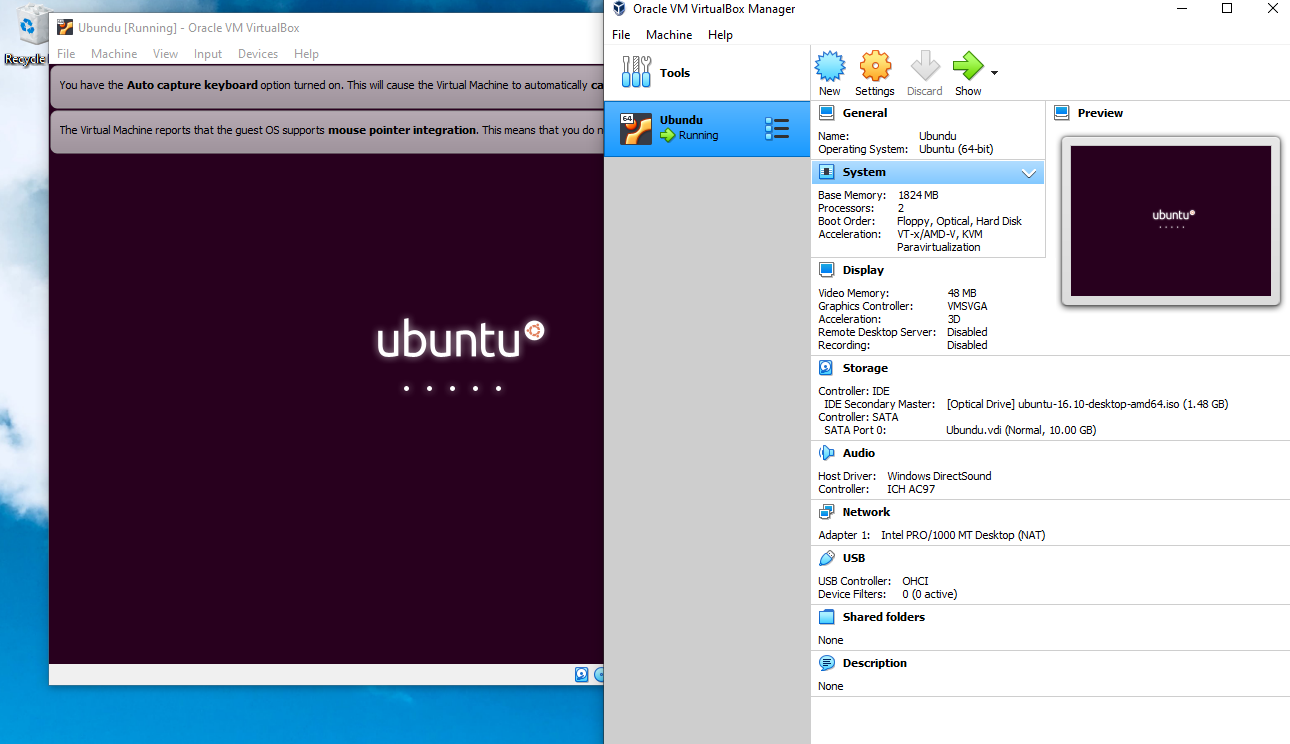 Recycle
Ubundu [Running] - Oracle VM VirtualBox
File Machine View Input Devices Help
You have the Auto capture keyboard option turned on. This will cause the Virtual Machine to automatically ca
The Virtual Machine reports that the guest OS supports mouse pointer integration. This means that you do n
ubuntu
Oracle VM VirtualBox Manager
File Machine Help
Tools
New Settings Discard Show
64
Ubundu
Running
General
Name: Ubundu
Operating System: Ubuntu (64-bit)
Preview
ubuntu
System
Base Memory: 1824 MB
Processors: 2
Boot Order: Floppy, Optical, Hard Disk
Acceleration: VT-x/AMD-V, KVM
Paravirtualization
Display
Video Memory: 48 MB
Graphics Controller: VMSVGA
Acceleration: 3D
Remote Desktop Server: Disabled
Recording: Disabled
Storage
Controller: IDE
IDE Secondary Master: [Optical Drive] ubuntu-16.10-desktop-amd64.iso (1.48 GB)
Controller: SATA
SATA Port 0: Ubundu.vdi (Normal, 10.00 GB)
Audio
Host Driver: Windows DirectSound
Controller: ICH AC97
Network
Adapter 1: Intel PRO/1000 MT Desktop (NAT)
USB
USB Controller: OHCI
Device Filters: 0 (0 active)
Shared folders
None
Description
None